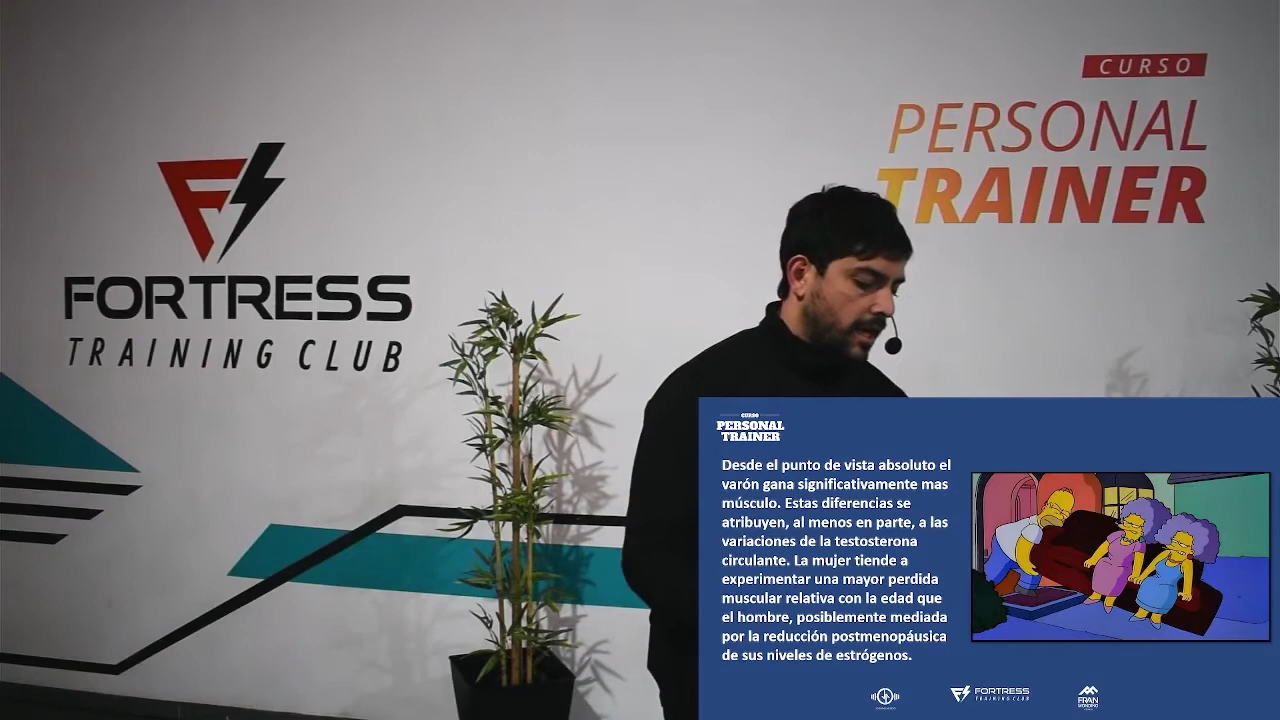 CURSO
PERSONAL
TRAINER
FORTRESS
TRAINING CLUB
CURSO
PERSONAL
TRAINER
Desde el punto de vista absoluto el
varón gana significativamente mas
músculo. Estas diferencias se
atribuyen, al menos en parte, a las
variaciones de la testosterona
circulante. La mujer tiende a
experimentar una mayor perdida
muscular relativa con la edad que
el hombre, posiblemente mediada
por la reducción postmenopáusica
de sus niveles de estrógenos.
FORTRESS
TRAINING CLUB
FRAN